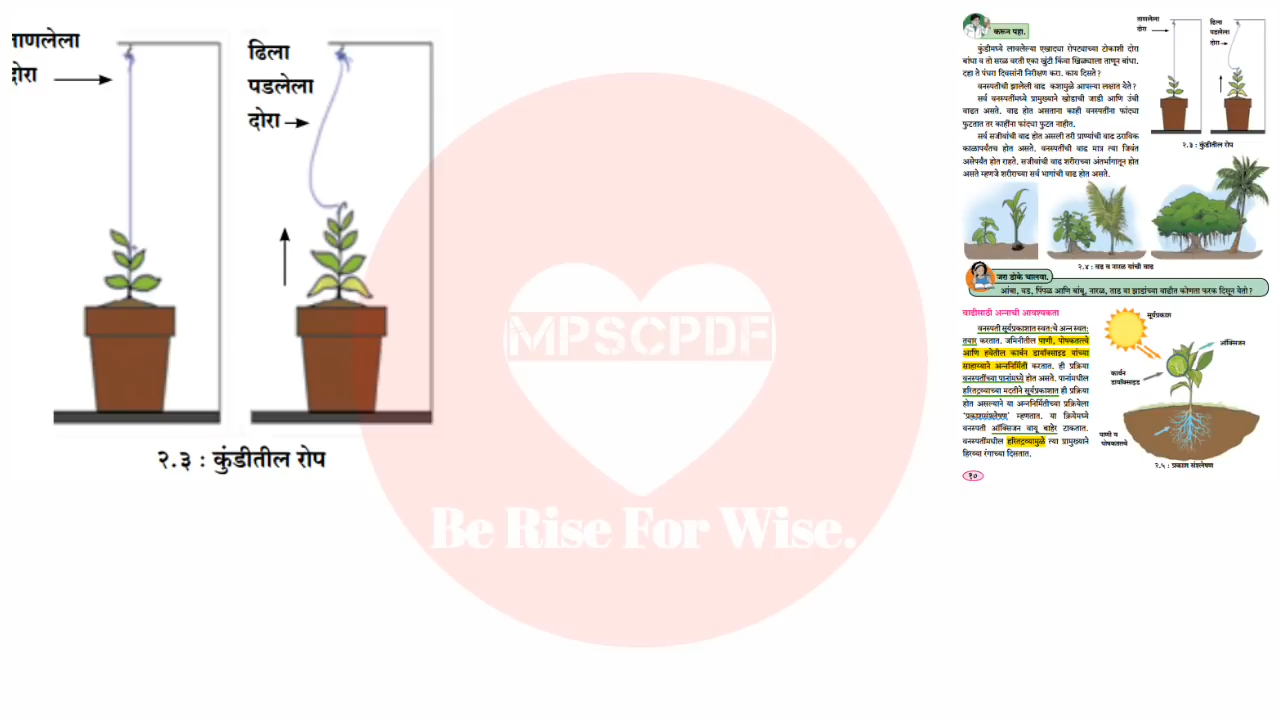 ताणलेला
दोरा
ढिला
पडलेला
दोरा
२.३ : कुंडीतील रोप
MPSCPDF
Be Rise For Wise.
करून पहा.
कुंडीमध्ये लावलेल्या एखाद्या रोपट्याच्या टोकाशी दोरा
बांधा व तो सरळ वरती एका खुंटी किंवा खिळ्याला ताणून बांधा.
दहा ते पंधरा दिवसांनी निरीक्षण करा. काय दिसते ?
वनस्पतीची झालेली वाढ कशामुळे आपल्या लक्षात येते ?
सर्व वनस्पतींमध्ये प्रामुख्याने खोडाची जाडी आणि उंची
वाढत असते. वाढ होत असताना काही वनस्पतींना फांद्या
फुटतात तर काहींना फांद्या फुटत नाहीत.
सर्व सजीवांची वाढ होत असली तरी प्राण्यांची वाढ ठराविक
काळापर्यंतच होत असते. वनस्पतींची वाढ मात्र त्या जिवंत
असेपर्यंत होत राहते. सजीवांची वाढ शरीराच्या अंतर्भागातून होत
असते म्हणजे शरीराच्या सर्व भागांची वाढ होत असते.
ताणलेला
दोरा
ढिला
पडलेला
दोरा
२.३ : कुंडीतील रोप
२.४ : वड व नारळ यांची वाढ
जरा डोके चालवा.
आंबा, वड, पिंपळ आणि बांबू, नारळ, ताड या झाडांच्या वाढीत कोणता फरक दिसून येतो ?
वाढीसाठी अन्नाची आवश्यकता
वनस्पती सूर्यप्रकाशात स्वतःचे अन्न स्वतः
तयार करतात. जमिनीतील पाणी, पोषकतत्त्वे
आणि हवेतील कार्बन डायॉक्साइड यांच्या
साहाय्याने अन्ननिर्मिती करतात. ही प्रक्रिया
वनस्पतींच्या पानांमध्ये होत असते. पानांमधील
हरितद्रव्याच्या मदतीने सूर्यप्रकाशात ही प्रक्रिया
होत असल्याने या अन्ननिर्मितीच्या प्रक्रियेला
'प्रकाशसंश्लेषण' म्हणतात. या क्रियेमध्ये
वनस्पती ऑक्सिजन वायू बाहेर टाकतात.
वनस्पतींमधील हरितद्रव्यामुळे त्या प्रामुख्याने
हिरव्या रंगाच्या दिसतात.
सूर्यप्रकाश
ऑक्सिजन
कार्बन
डायॉक्साइड
पाणी व
पोषकतत्त्वे
२.५ : प्रकाश संश्लेषण
१०